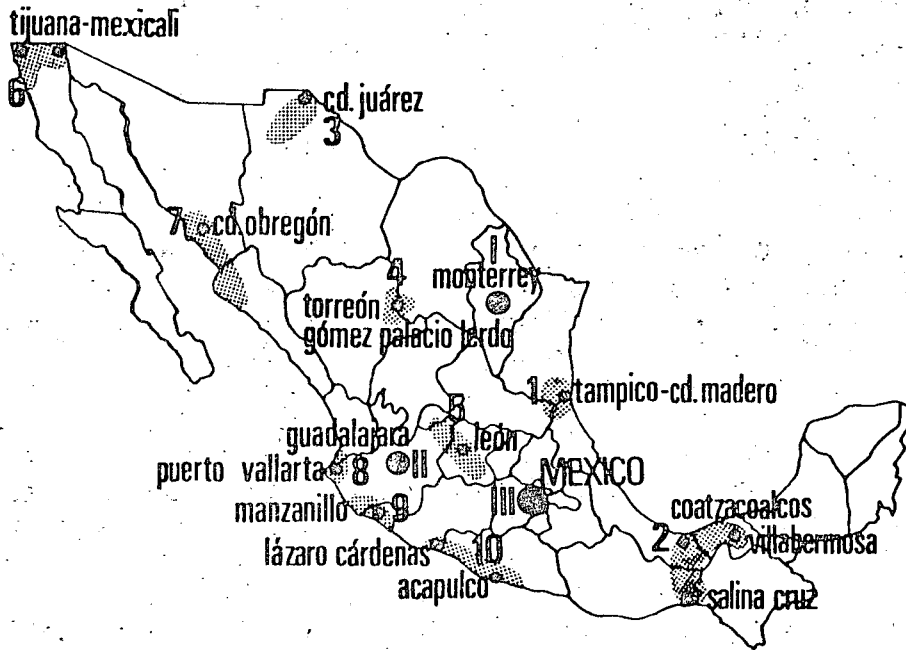 tijuana-mexicali
6
cd. juárez
3
7 cd. obregón
I
monterrey
4
torreón
gómez palacio lerdo
1 tampico-cd. madero
5
guadalajara
león
puerto vallarta 8 II
MEXICO
manzanillo 9 III
coatzacoalcos
2 villabermosa
lázaro cárdenas 10
acapulco
salina cruz